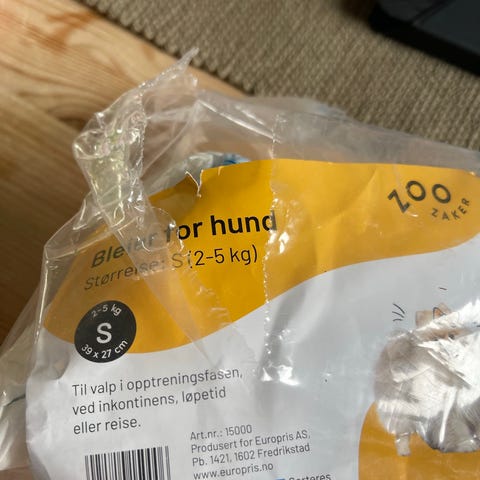 ZOO
ZAKER
Bleier for hund
Størrelse: S (2-5 kg)
2-5 kg
S
39 x 27 cm
Til valp i opptreningsfasen,
ved inkontinens, løpetid
eller reise.
Art.nr.: 15000
Produsert for Europris AS,
Pb. 1421, 1602 Fredrikstad
www.europris.no
Sorteres